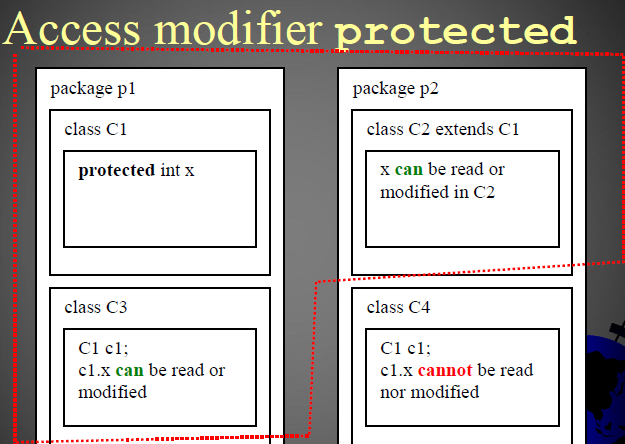 Access modifier protected
package p1
class C1
protected int x
class C3
C1 c1;
c1.x can be read or
modified
package p2
class C2 extends C1
x can be read or
modified in C2
class C4
C1 c1;
c1.x cannot be read
nor modified